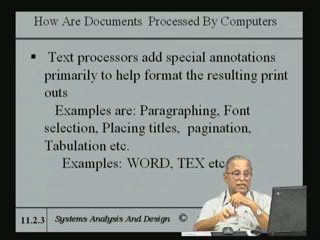 How Are Documents Processed By Computers
▪ Text processors add special annotations
primarily to help format the resulting print
outs
Examples are: Paragraphing, Font
selection, Placing titles, pagination,
Tabulation etc.
Examples: WORD, TEX etc
11.2.3 Systems Analysis And Design ©